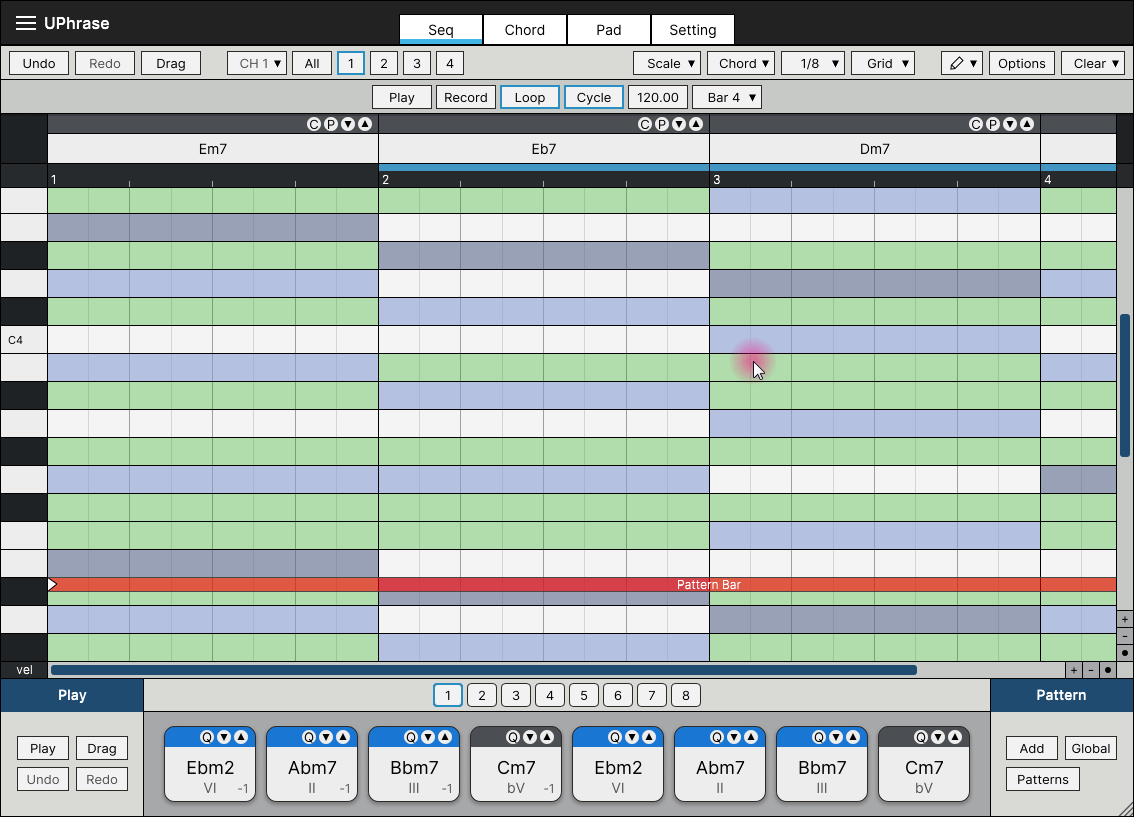 UPhrase
Seq Chord Pad Setting
Undo Redo Drag CH 1 ▼ All 1 2 3 4 Scale ▼ Chord ▼ 1/8 ▼ Grid ▼ ▼ Options Clear ▼
Play Record Loop Cycle 120.00 Bar 4 ▼
C P ▼ ▲ C P ▼ ▲ C P ▼ ▲
Em7 Eb7 Dm7
1 2 3 4
C4
Pattern Bar
+
-
vel + -
Play 1 2 3 4 5 6 7 8 Pattern
Q ▼ ▲ Q ▼ ▲ Q ▼ ▲ Q ▼ ▲ Q ▼ ▲ Q ▼ ▲ Q ▼ ▲ Q ▼ ▲
Play Drag Add Global
Ebm2 Abm7 Bbm7 Cm7 Ebm2 Abm7 Bbm7 Cm7
Undo Redo Patterns
VI -1 II -1 III -1 bV -1 VI II III bV